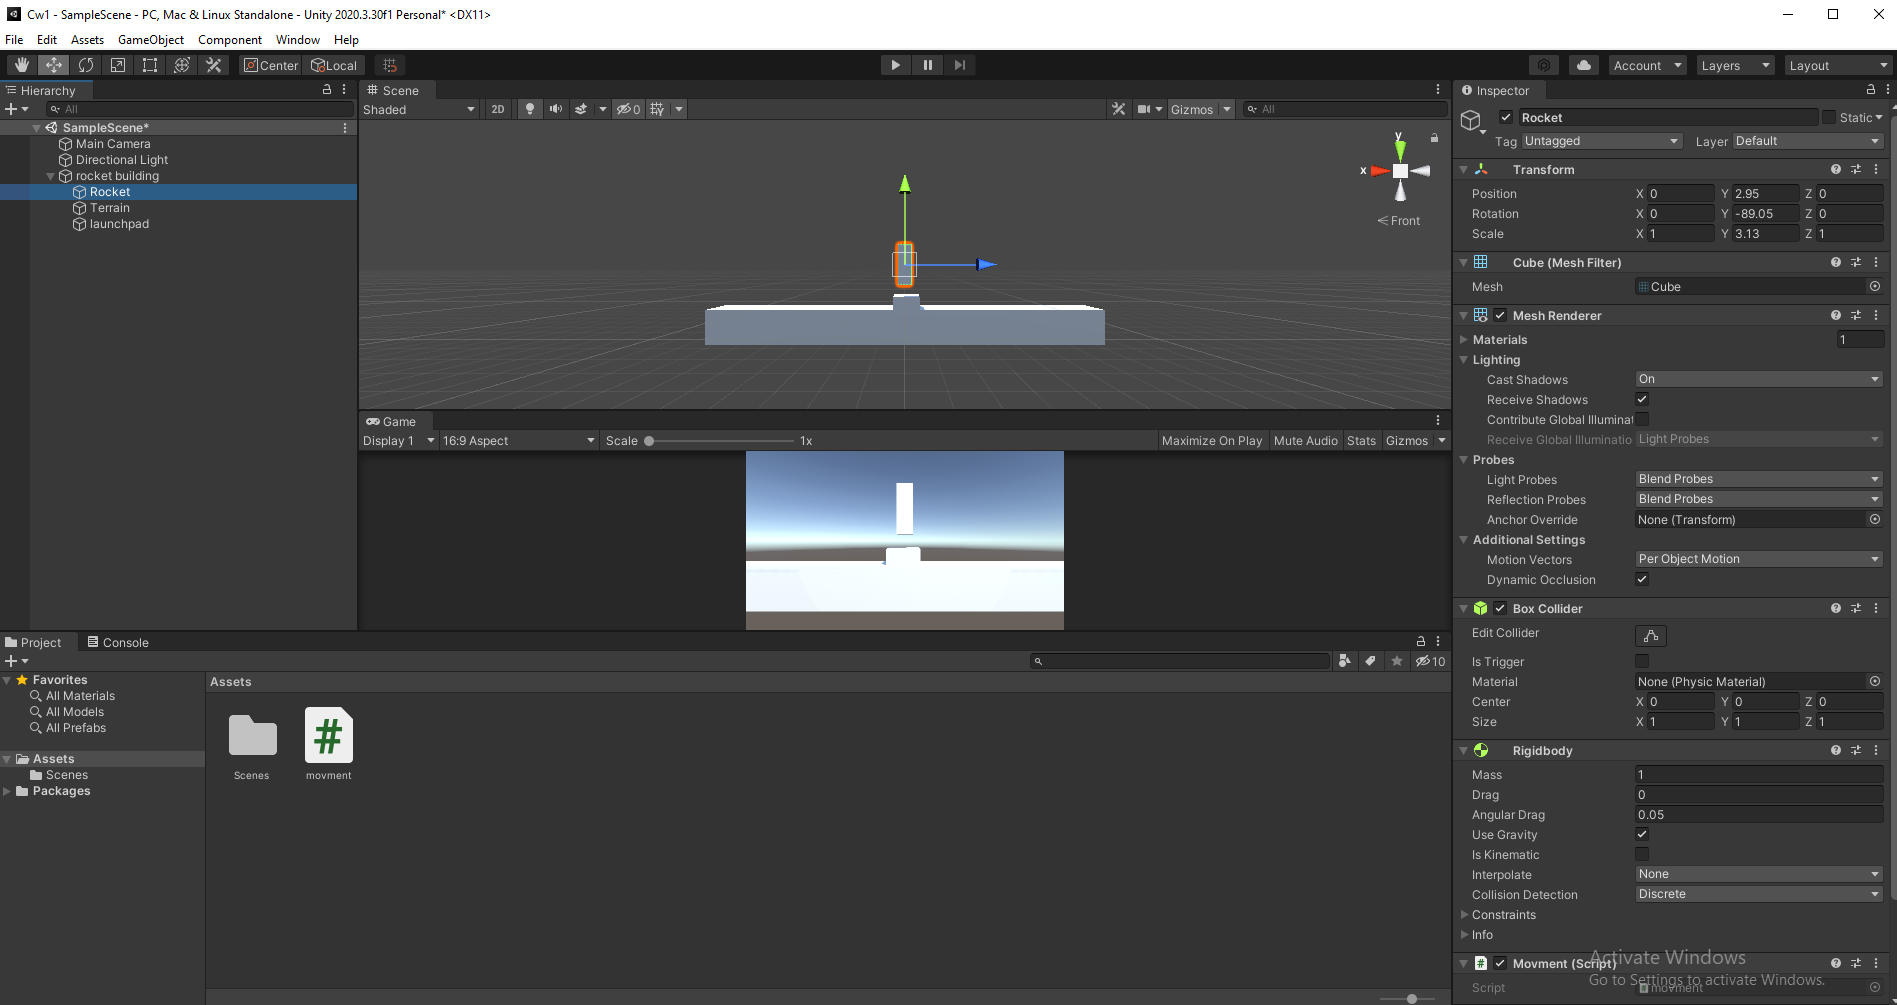 Cw1 - SampleScene - PC, Mac & Linux Standalone - Unity 2020.3.30f1 Personal* <DX11>
File Edit Assets GameObject Component Window Help
Center Local Account Layers Layout
Hierarchy
All
SampleScene*
Main Camera
Directional Light
rocket building
Rocket
Terrain
launchpad
Scene
Shaded 2D 0 Gizmos All
y
x
Front
Game
Display 1 16:9 Aspect Scale 1x Maximize On Play Mute Audio Stats Gizmos
Project Console
10
Favorites
All Materials
All Models
All Prefabs
Assets
Scenes
Packages
Assets
Scenes
movment
Inspector
Rocket Static
Tag Untagged Layer Default
Transform
Position X 0 Y 2.95 Z 0
Rotation X 0 Y -89.05 Z 0
Scale X 1 Y 3.13 Z 1
Cube (Mesh Filter)
Mesh Cube
Mesh Renderer
Materials 1
Lighting
Cast Shadows On
Receive Shadows
Contribute Global Illuminat
Receive Global Illuminatio Light Probes
Probes
Light Probes Blend Probes
Reflection Probes Blend Probes
Anchor Override None (Transform)
Additional Settings
Motion Vectors Per Object Motion
Dynamic Occlusion
Box Collider
Edit Collider
Is Trigger
Material None (Physic Material)
Center X 0 Y 0 Z 0
Size X 1 Y 1 Z 1
Rigidbody
Mass 1
Drag 0
Angular Drag 0.05
Use Gravity
Is Kinematic
Interpolate None
Collision Detection Discrete
Constraints
Info
Movment (Script)
Script movment
Activate Windows
Go to Settings to activate Windows.